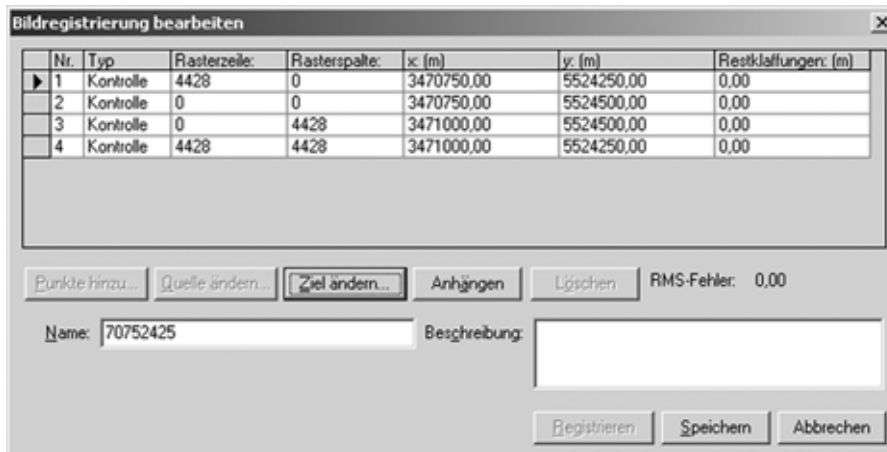 Bildregistrierung bearbeiten
Nr. Typ Rasterzeile: Rasterspalte: x: (m) y: (m) Restklaffungen: (m)
1 Kontrolle 4428 0 3470750,00 5524250,00 0,00
2 Kontrolle 0 0 3470750,00 5524500,00 0,00
3 Kontrolle 0 4428 3471000,00 5524500,00 0,00
4 Kontrolle 4428 4428 3471000,00 5524250,00 0,00
Punkte hinzu... Quelle ändern... Ziel ändern... Anhängen Löschen RMS-Fehler: 0,00
Name: 70752425 Beschreibung:
Registrieren Speichern Abbrechen